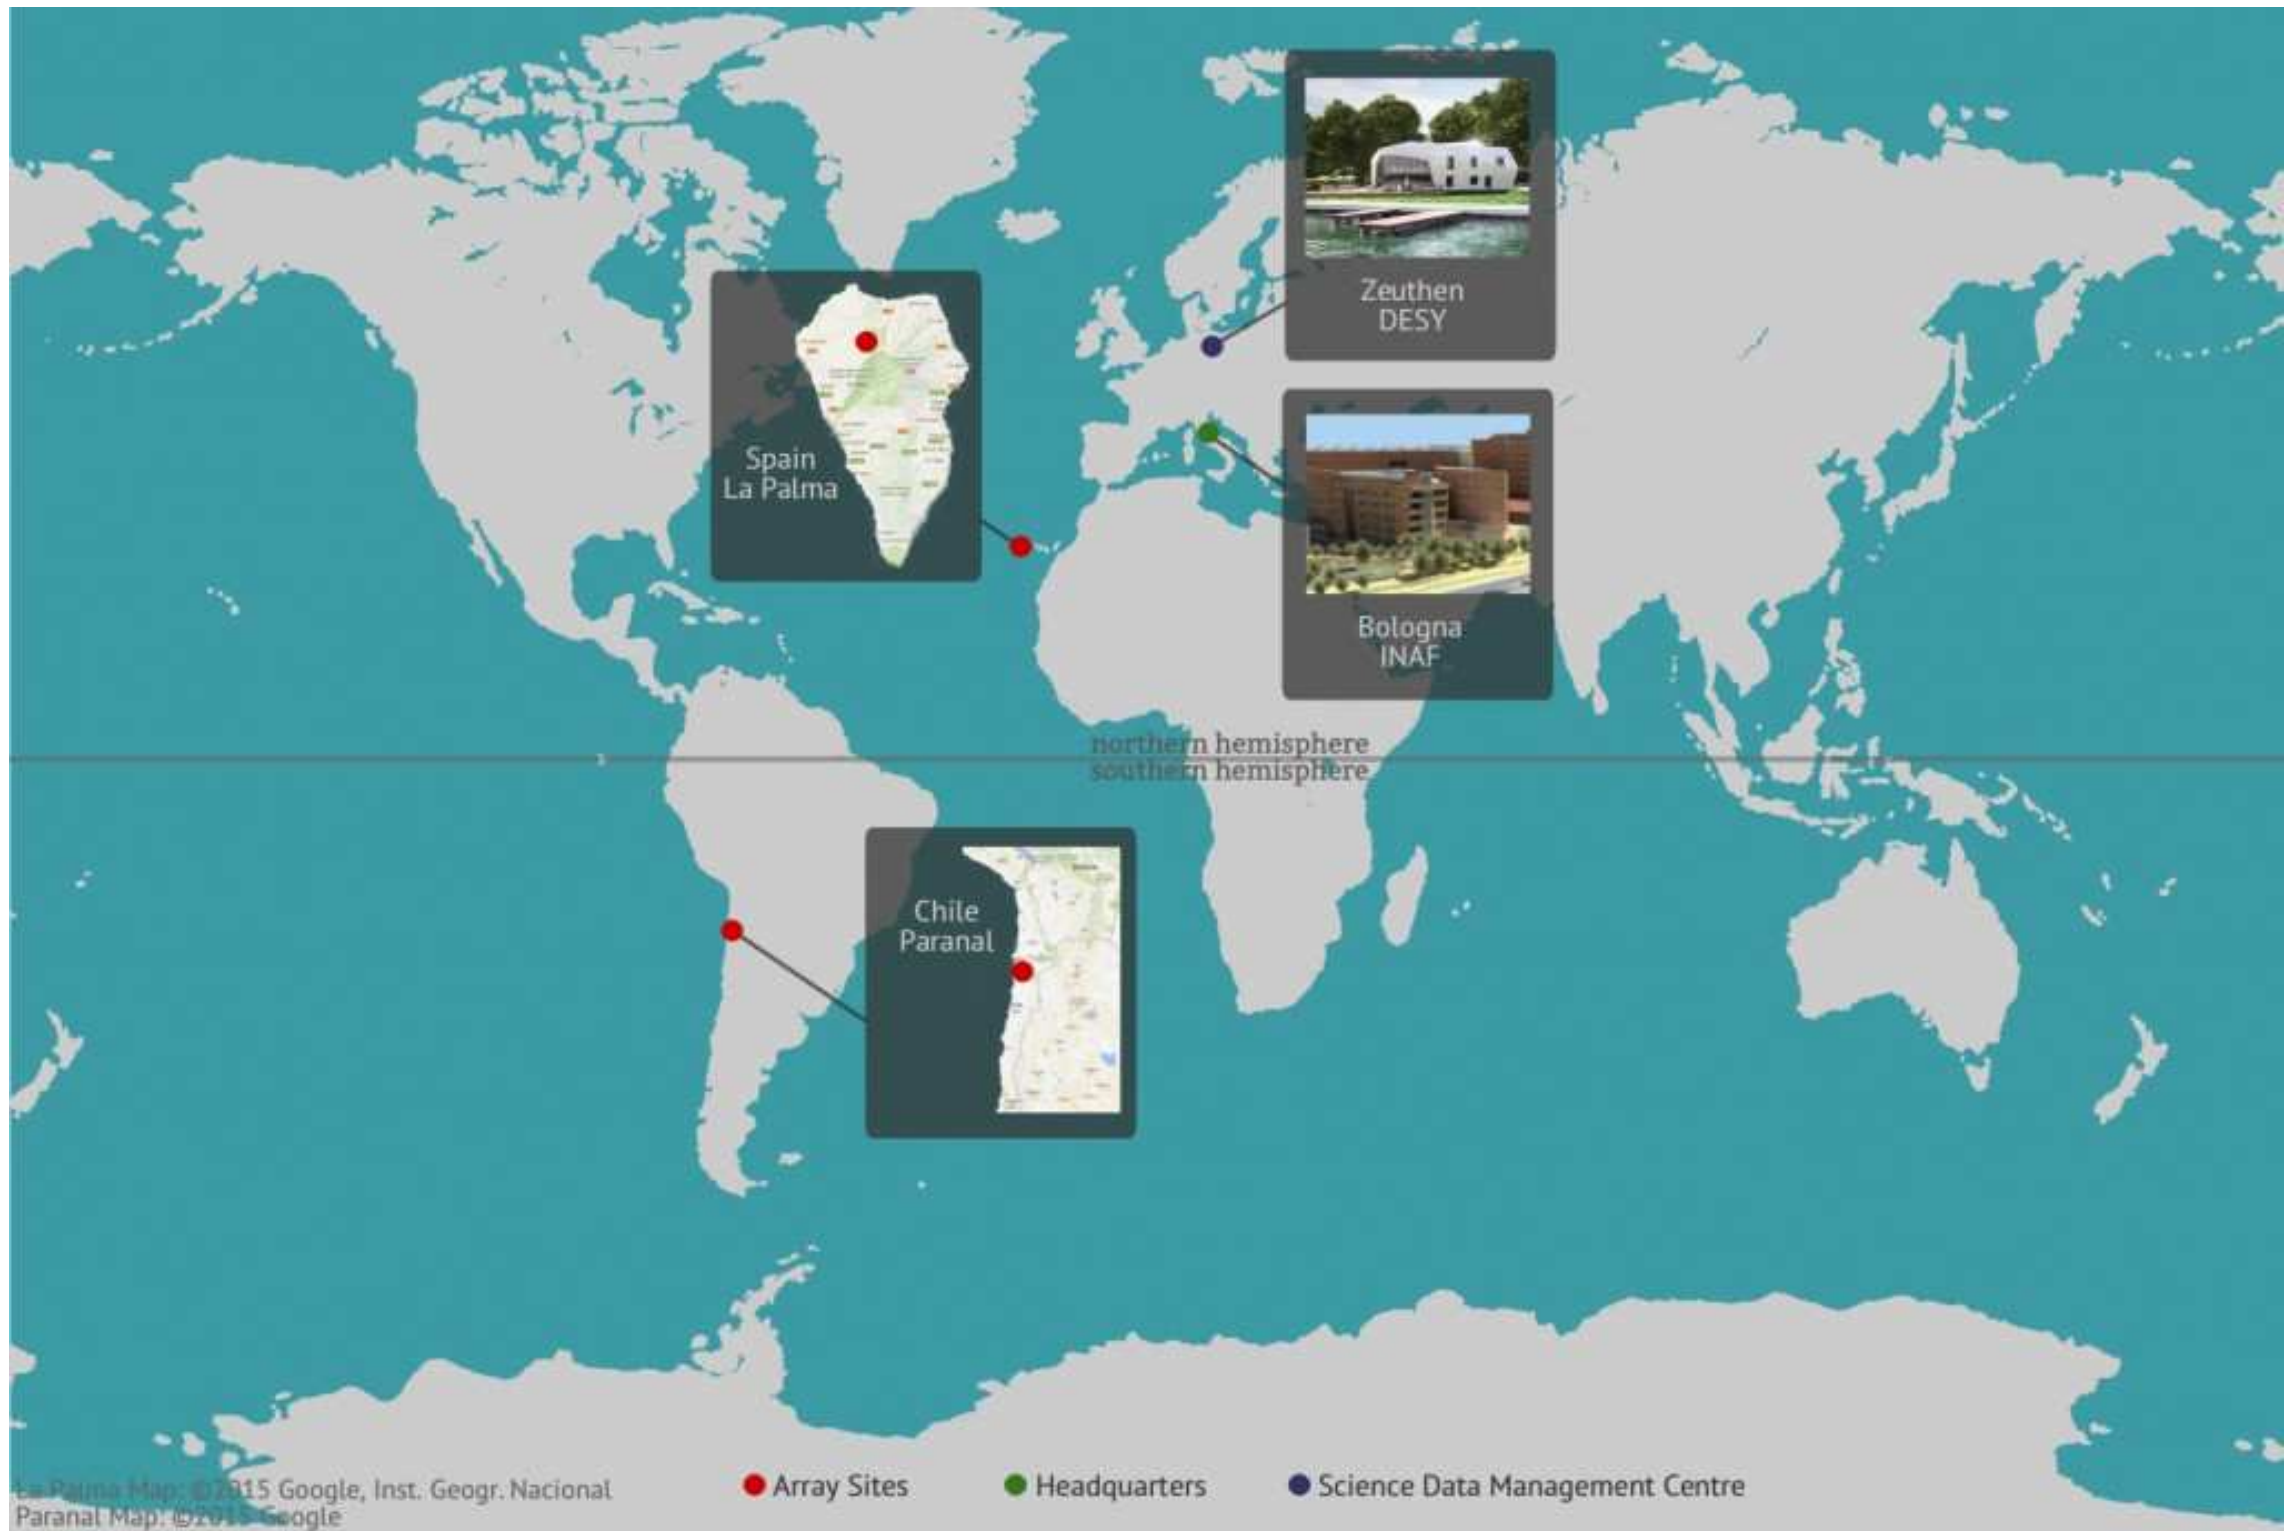 Zeuthen
DESY
Spain
La Palma
Bologna
INAF
northern hemisphere
southern hemisphere
Chile
Paranal
La Palma Map: ©2015 Google, Inst. Geogr. Nacional
Paranal Map: ©2015 Google
Array Sites
Headquarters
Science Data Management Centre